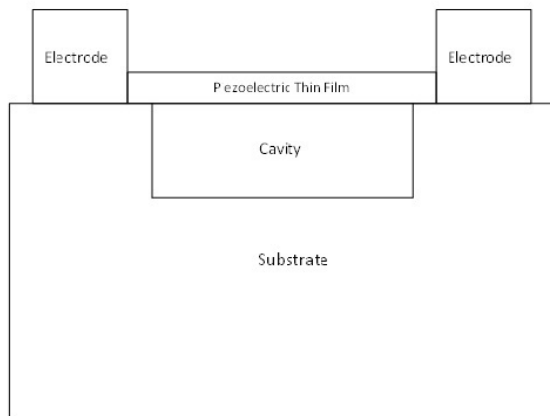 Electrode
Electrode
Piezoelectric Thin Film
Cavity
Substrate